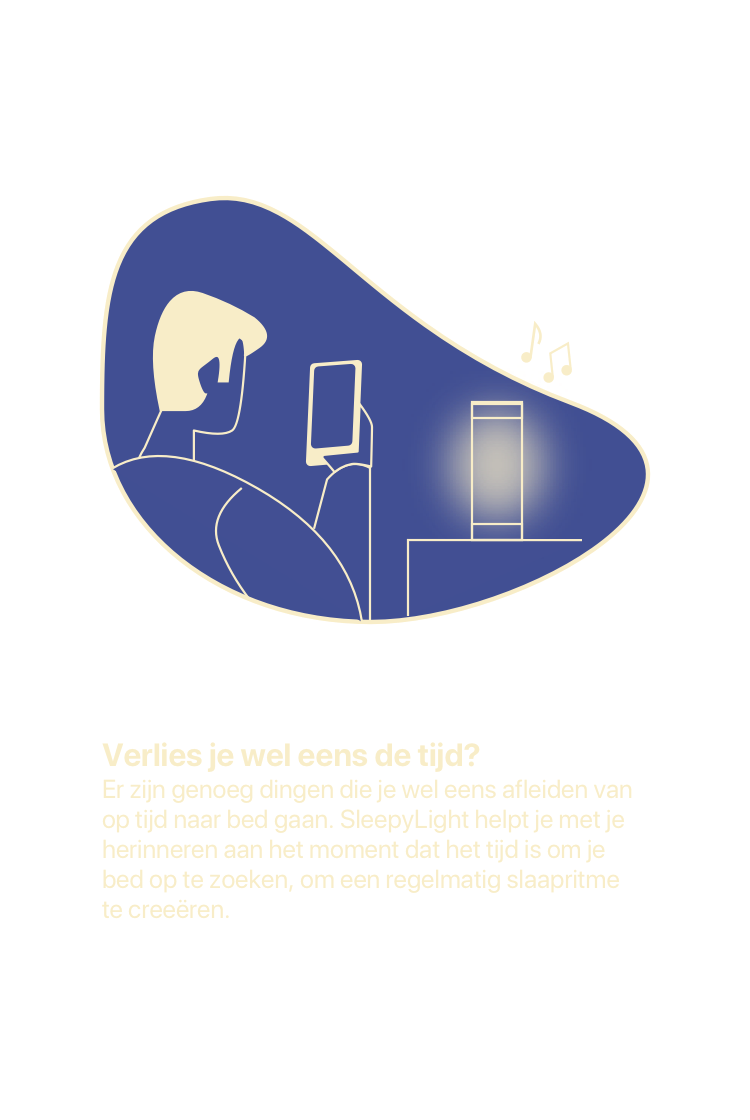 Verlies je wel eens de tijd?
Er zijn genoeg dingen die je wel eens afleiden van
op tijd naar bed gaan. SleepyLight helpt je met je
herinneren aan het moment dat het tijd is om je
bed op te zoeken, om een regelmatig slaapritme
te creeëren.